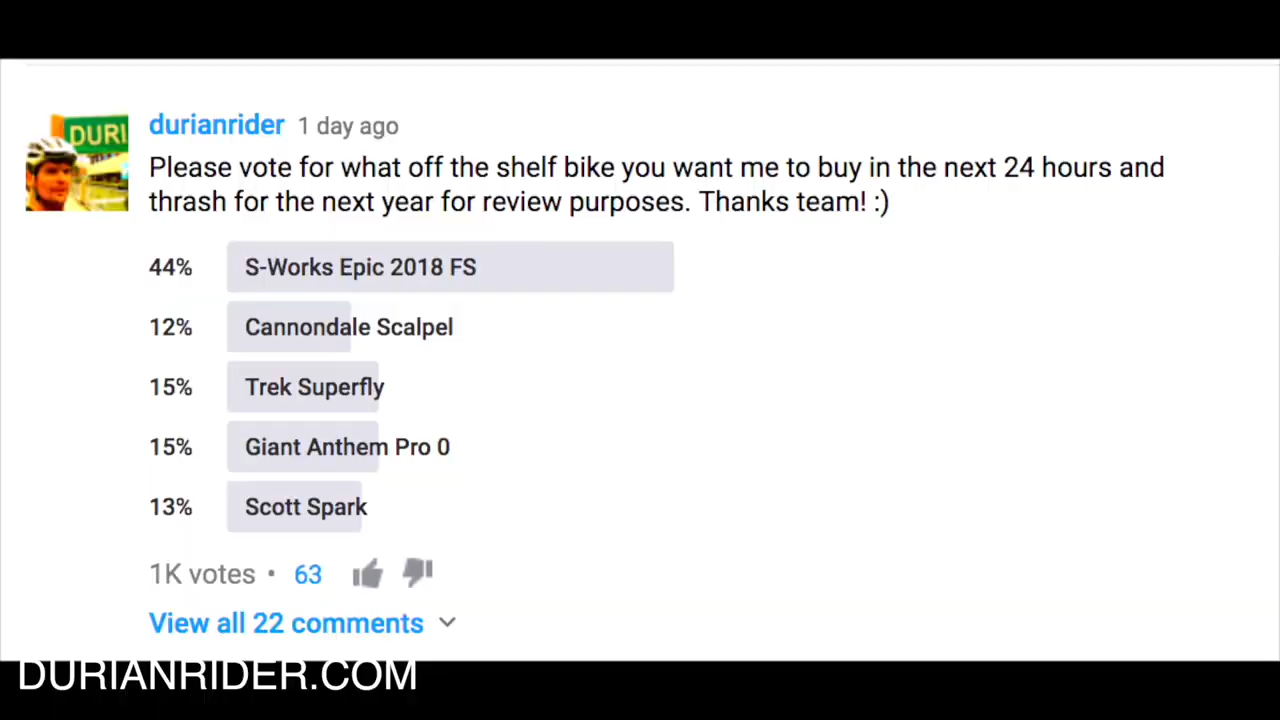 DURI
durianrider 1 day ago
Please vote for what off the shelf bike you want me to buy in the next 24 hours and
thrash for the next year for review purposes. Thanks team! :)
44% S-Works Epic 2018 FS
12% Cannondale Scalpel
15% Trek Superfly
15% Giant Anthem Pro 0
13% Scott Spark
1K votes • 63
View all 22 comments
DURIANRIDER.COM